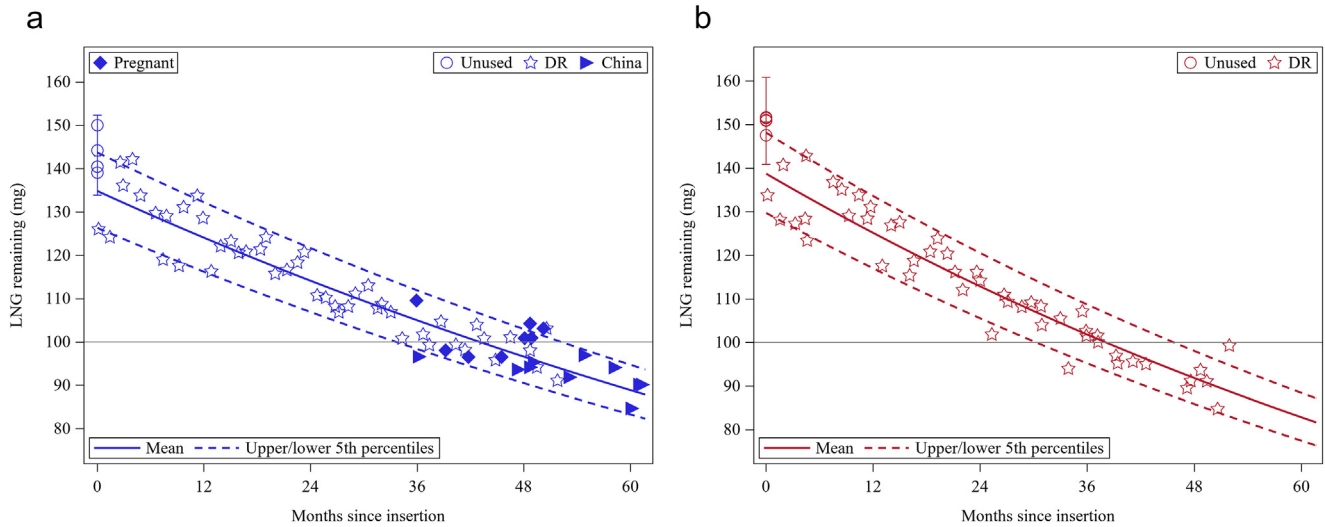 a
Pregnant
Unused DR China
160
150
140
130
120
110
100
90
80
LNG remaining (mg)
Mean Upper/lower 5th percentiles
0 12 24 36 48 60
Months since insertion
b
Unused DR
160
150
140
130
120
110
100
90
80
LNG remaining (mg)
Mean Upper/lower 5th percentiles
0 12 24 36 48 60
Months since insertion